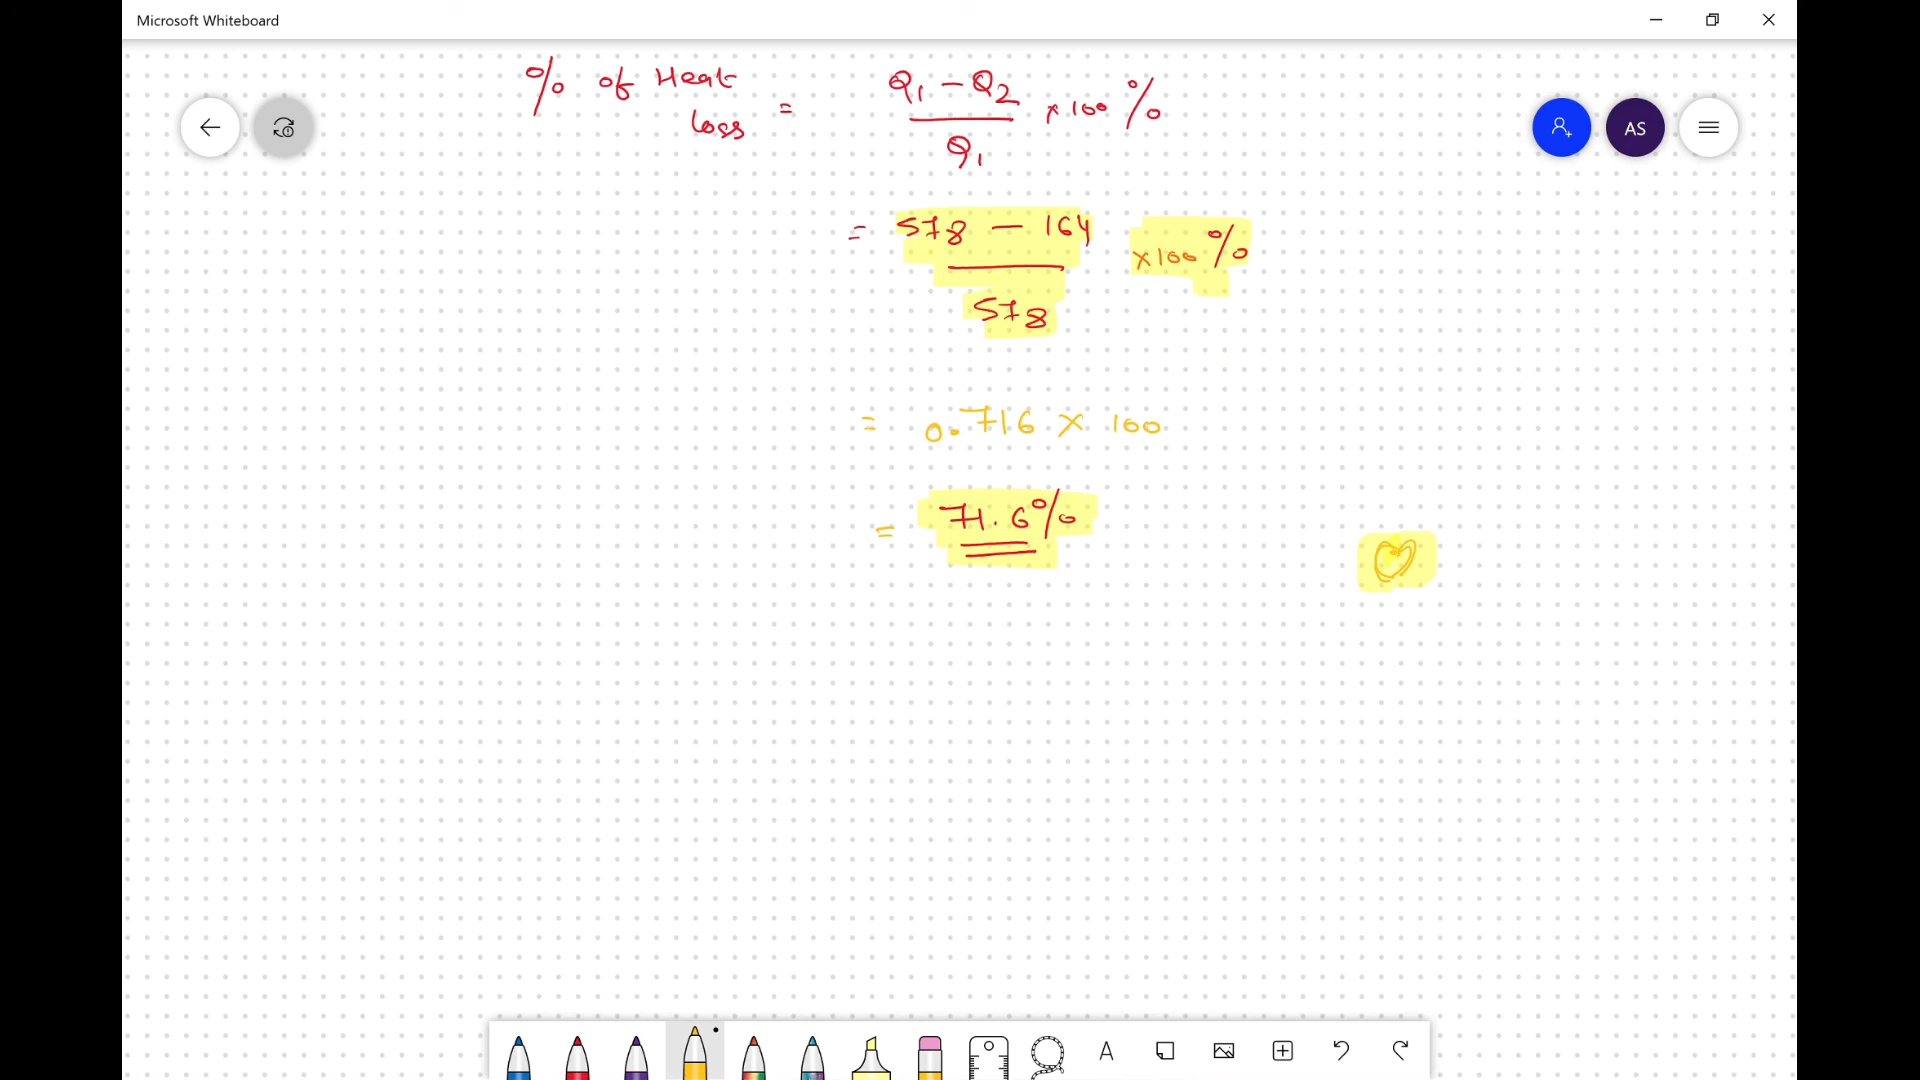 Microsoft Whiteboard
% of Heat loss = Q₁ - Q₂ / Q₁ × 100 %
AS
= 578 - 164 / 578 × 100 %
= 0.716 × 100
= 71.6%
A